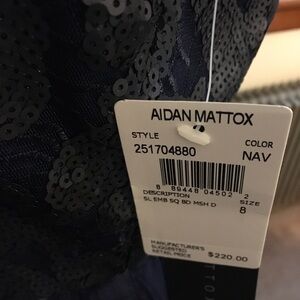 AIDAN MATTOX
STYLE COLOR
251704880 NAV
8 89448 04502 2
DESCRIPTION SIZE
SL EMB SQ BD MSH D 8
MANUFACTURER'S
SUGGESTED
RETAIL PRICE $220.00